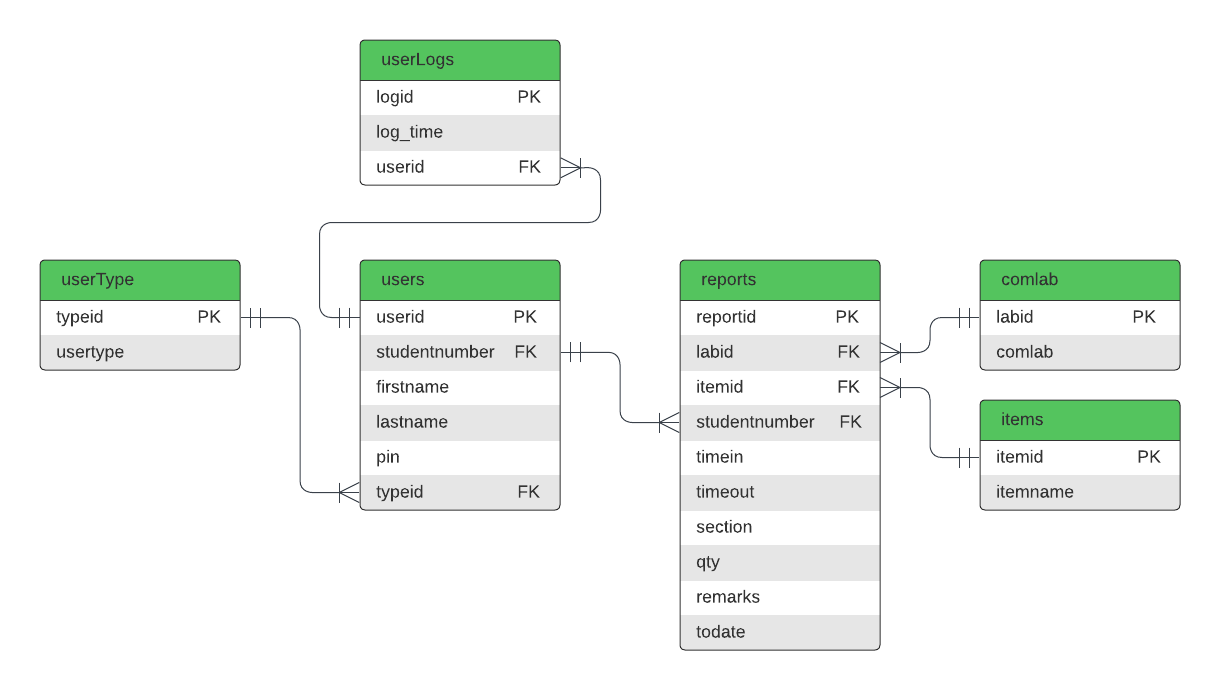 userLogs
logid PK
log_time
userid FK
userType
typeid PK
usertype
users
userid PK
studentnumber FK
firstname
lastname
pin
typeid FK
reports
reportid PK
labid FK
itemid FK
studentnumber FK
timein
timeout
section
qty
remarks
todate
comlab
labid PK
comlab
items
itemid PK
itemname